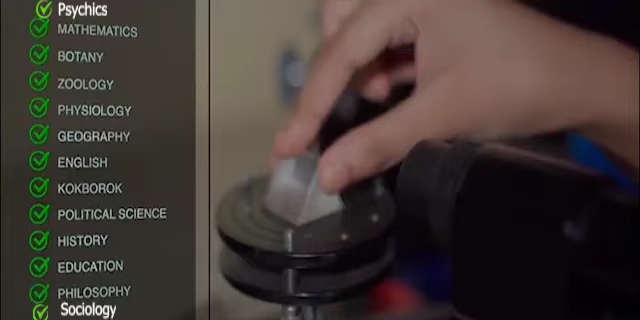 Psychics
MATHEMATICS
BOTANY
ZOOLOGY
PHYSIOLOGY
GEOGRAPHY
ENGLISH
KOKBOROK
POLITICAL SCIENCE
HISTORY
EDUCATION
PHILOSOPHY
Sociology